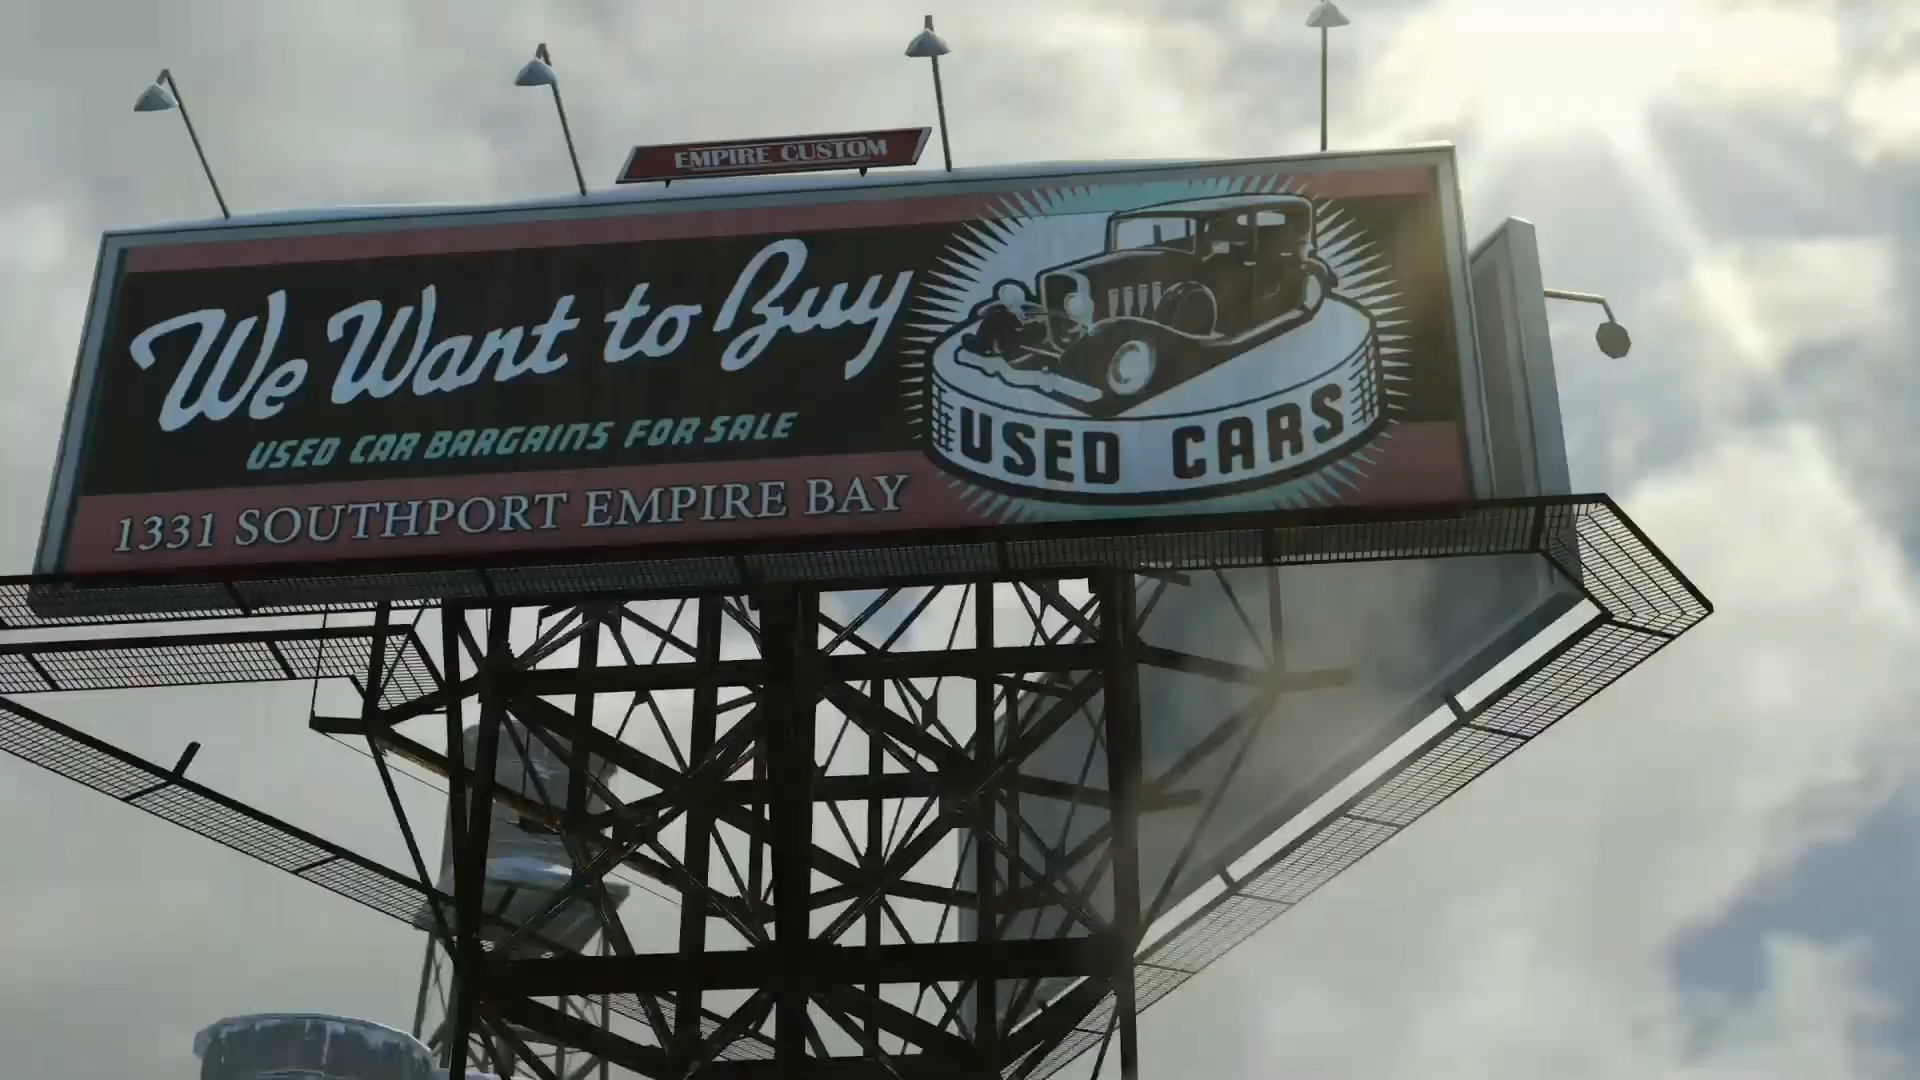 EMPIRE CUSTOM
We Want to Buy
USED CAR BARGAINS FOR SALE
1331 SOUTHPORT EMPIRE BAY
USED CARS